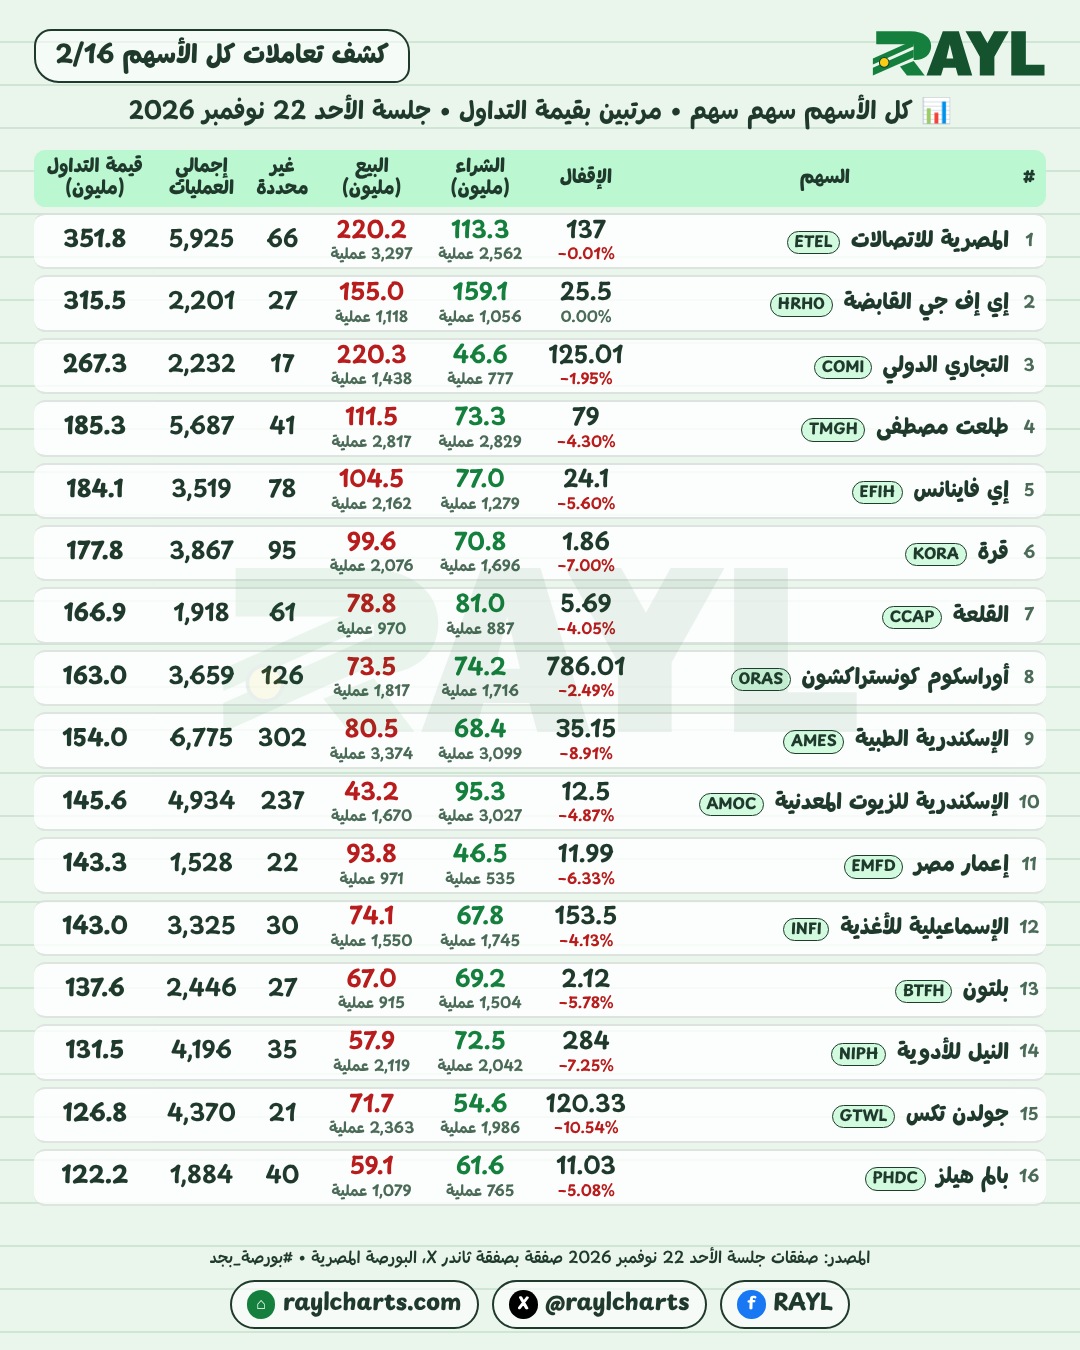 RAYL
كشف تعاملات كل الأسهم 2/16
📊 كل الأسهم سهم سهم • مرتبين بقيمة التداول • جلسة الأحد 22 نوفمبر 2026
# السهم الإقفال الشراء (مليون) البيع (مليون) غير محددة إجمالي العمليات قيمة التداول (مليون)
1 المصرية للاتصالات ETEL 137 113.3 220.2 66 5,925 351.8
-0.01% 2,562 عملية 3,297 عملية
2 إي إف جي القابضة HRHO 25.5 159.1 155.0 27 2,201 315.5
0.00% 1,056 عملية 1,118 عملية
3 التجاري الدولي COMI 125.01 46.6 220.3 17 2,232 267.3
-1.95% 777 عملية 1,438 عملية
4 طلعت مصطفى TMGH 79 73.3 111.5 41 5,687 185.3
-4.30% 2,829 عملية 2,817 عملية
5 إي فاينانس EFIH 24.1 77.0 104.5 78 3,519 184.1
-5.60% 1,279 عملية 2,162 عملية
6 قرة KORA 1.86 70.8 99.6 95 3,867 177.8
-7.00% 1,696 عملية 2,076 عملية
7 القلعة CCAP 5.69 81.0 78.8 61 1,918 166.9
-4.05% 887 عملية 970 عملية
8 أوراسكوم كونستراكشون ORAS 786.01 74.2 73.5 126 3,659 163.0
-2.49% 1,716 عملية 1,817 عملية
9 الإسكندرية الطبية AMES 35.15 68.4 80.5 302 6,775 154.0
-8.91% 3,099 عملية 3,374 عملية
10 الإسكندرية للزيوت المعدنية AMOC 12.5 95.3 43.2 237 4,934 145.6
-4.87% 3,027 عملية 1,670 عملية
11 إعمار مصر EMFD 11.99 46.5 93.8 22 1,528 143.3
-6.33% 535 عملية 971 عملية
12 الإسماعيلية للأغذية INFI 153.5 67.8 74.1 30 3,325 143.0
-4.13% 1,745 عملية 1,550 عملية
13 بلتون BTFH 2.12 69.2 67.0 27 2,446 137.6
-5.78% 1,504 عملية 915 عملية
14 النيل للأدوية NIPH 284 72.5 57.9 35 4,196 131.5
-7.25% 2,042 عملية 2,119 عملية
15 جولدن تكس GTWL 120.33 54.6 71.7 21 4,370 126.8
-10.54% 1,986 عملية 2,363 عملية
16 بالم هيلز PHDC 11.03 61.6 59.1 40 1,884 122.2
-5.08% 765 عملية 1,079 عملية
RAYL
المصدر: صفقات جلسة الأحد 22 نوفمبر 2026 صفقة بصفقة ثاندر X، البورصة المصرية • #بورصة_بجد
RAYL
@raylcharts
raylcharts.com